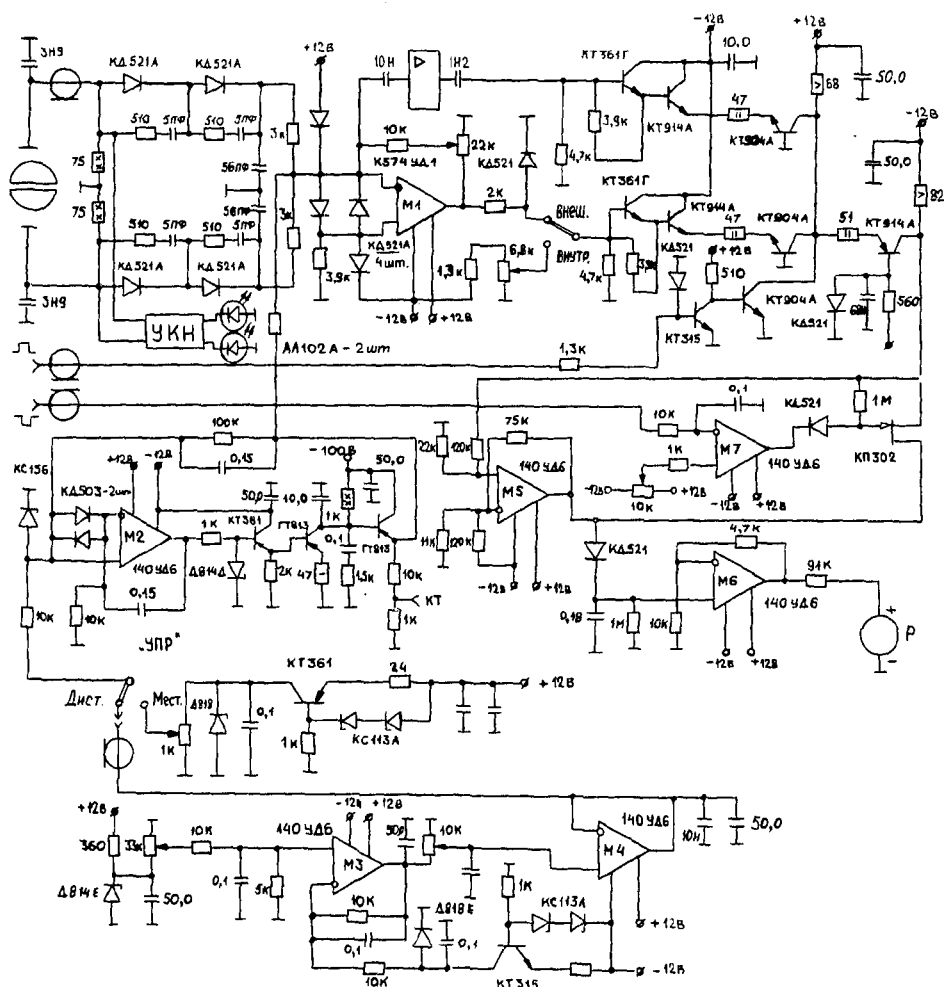 3Н9
КД521А
КД521А
510
5ПФ
510
5ПФ
75
75
56ПФ
56ПФ
510
5ПФ
510
5ПФ
КД521А
КД521А
3Н9
УКН
АЛ102А-2шт
+12В
3К
3К
3,9К
10Н
1Н2
10К
К574УД1
22К
М1
КД521А
4шт.
-12В
+12В
КД521
2К
ВНЕШ.
ВНУТР.
1,3К
6,8К
КТ361Г
3,9К
4,7К
КТ914А
47
КТ904А
-12В
10,0
+12В
68
50,0
КТ361Г
КТ914А
47
КТ904А
4,7К
3,9К
КД521
+12В
510
КТ315
КТ904А
51
КТ914А
-12В
50,0
82
КД521
560
1,3К
100К
0,15
КС156
+12В
-12В
КД503-2шт
М2
140УД6
0,15
10К
10К
"УПР"
1К
Д814Д
КТ361
2К
50,0
10,0
ГТ813
47
-100В
50,0
1К
0,1
1,5К
ГТ813
10К
КТ
1К
22К
120К
75К
140УД6
М5
11К
120К
-12В
+12В
10К
0,1
М7
140УД6
1К
-12В
+12В
10К
-12В
+12В
КД521
1М
КП302
КД521
0,1В
1М
10К
4,7К
М6
140УД6
-12В
+12В
91К
+
Р
-
Дист.
Мест.
1К
Д818
0,1
КТ361
1К
24
КС113А
+12В
+12В
360
33К
Д814Е
50,0
10К
0,1
5К
140УД6
-12В
+12В
М3
50,0
10К
10К
0,1
10К
Д818Е
0,1
1К
КС113А
КТ315
140УД6
М4
+12В
-12В
10Н
50,0